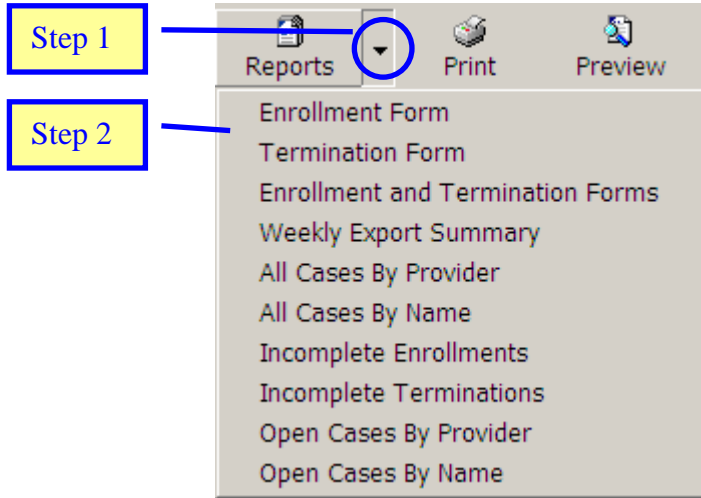 Step 1
Reports
Print
Preview
Step 2
Enrollment Form
Termination Form
Enrollment and Termination Forms
Weekly Export Summary
All Cases By Provider
All Cases By Name
Incomplete Enrollments
Incomplete Terminations
Open Cases By Provider
Open Cases By Name